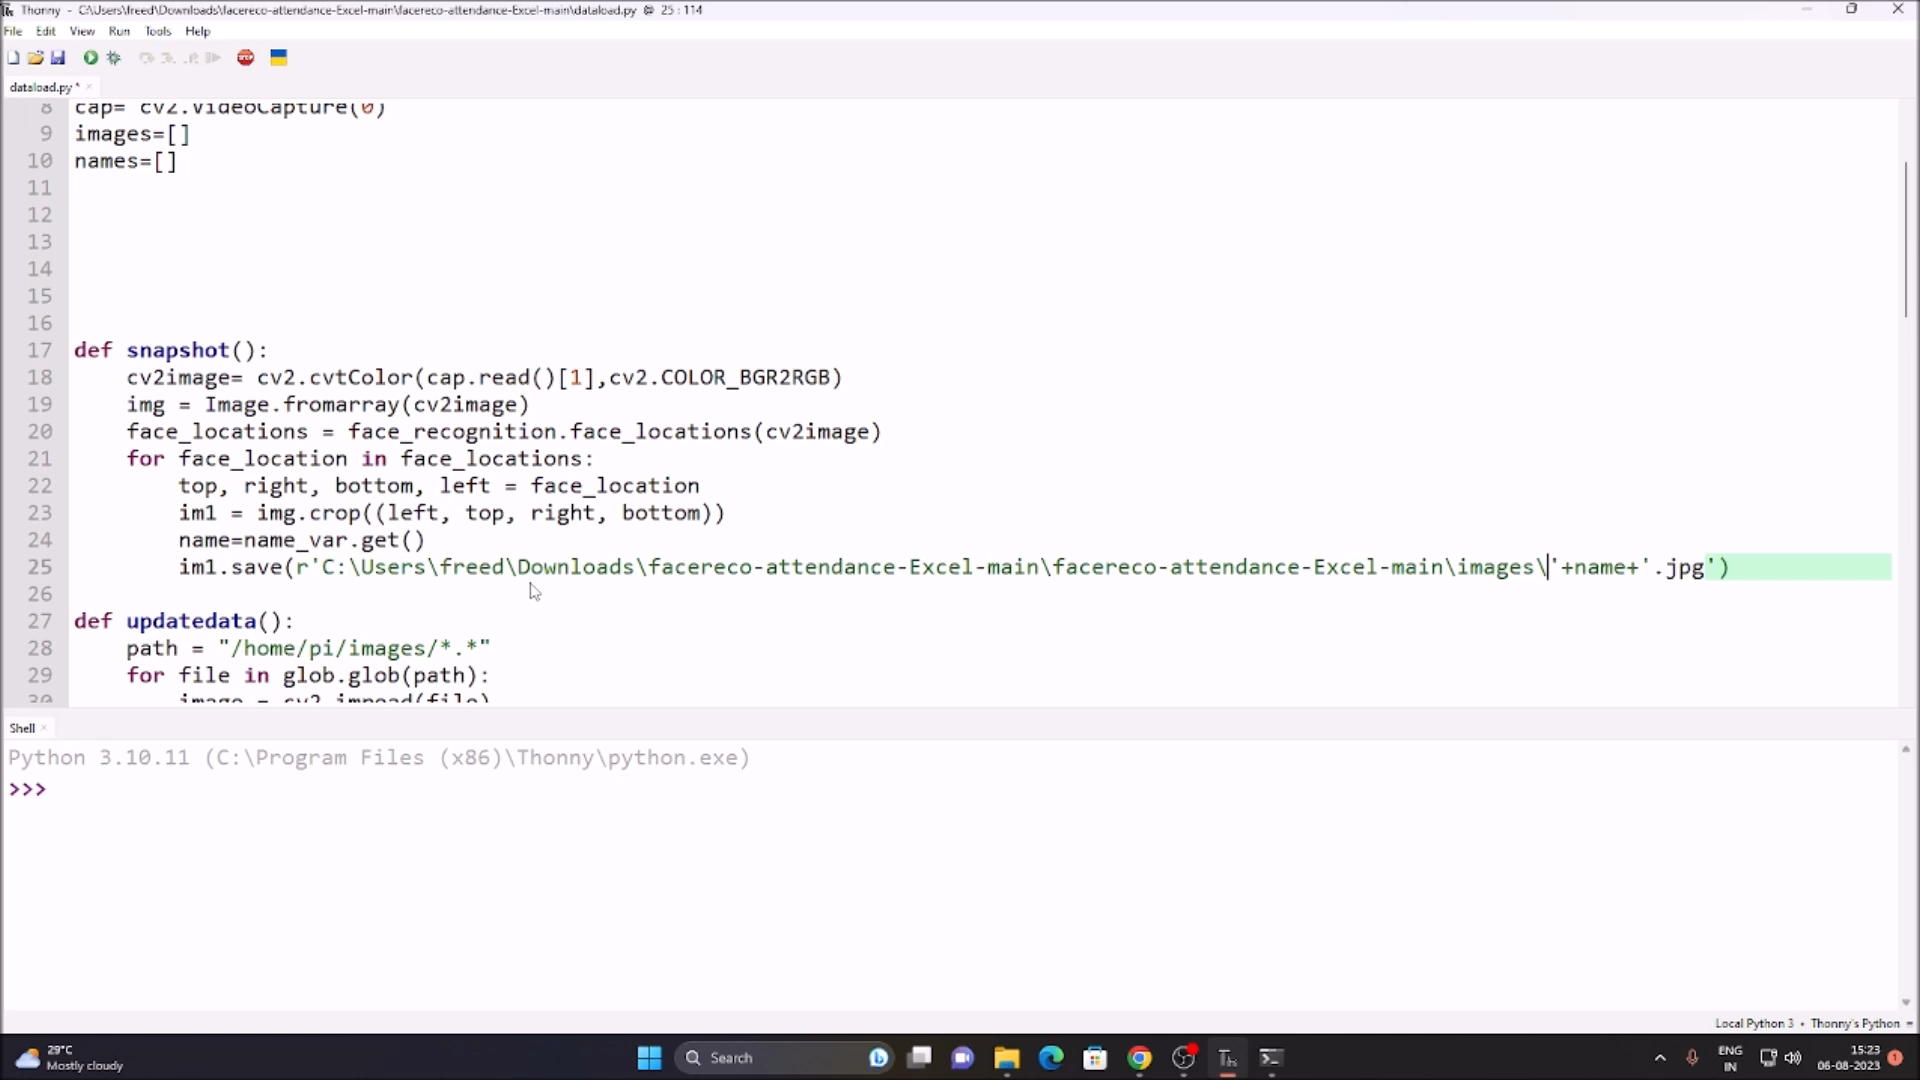 Thonny - C:\Users\freed\Downloads\facereco-attendance-Excel-main\facereco-attendance-Excel-main\dataload.py @ 25 : 114
File Edit View Run Tools Help
dataload.py * ×
8 cap= cv2.VideoCapture(0)
9 images=[]
10 names=[]
11
12
13
14
15
16
17 def snapshot():
18     cv2image= cv2.cvtColor(cap.read()[1],cv2.COLOR_BGR2RGB)
19     img = Image.fromarray(cv2image)
20     face_locations = face_recognition.face_locations(cv2image)
21     for face_location in face_locations:
22         top, right, bottom, left = face_location
23         im1 = img.crop((left, top, right, bottom))
24         name=name_var.get()
25         im1.save(r'C:\Users\freed\Downloads\facereco-attendance-Excel-main\facereco-attendance-Excel-main\images\'+name+'.jpg')
26
27 def updatedata():
28     path = "/home/pi/images/*.*"
29     for file in glob.glob(path):
30         image = cv2.imread(file)
Shell ×
Python 3.10.11 (C:\Program Files (x86)\Thonny\python.exe)
>>>
Local Python 3 • Thonny's Python
29°C
Mostly cloudy
Search
ENG
IN
15:23
06-08-2023
1